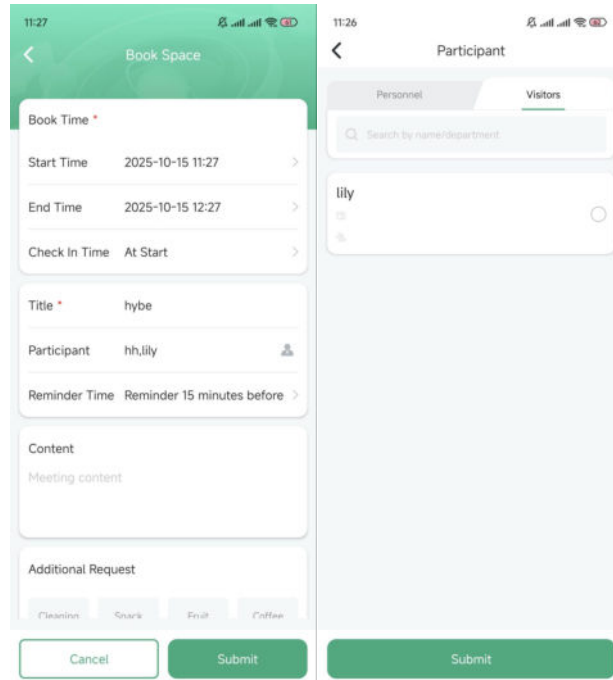 11:27
Book Space
Book Time *
Start Time 2025-10-15 11:27
End Time 2025-10-15 12:27
Check In Time At Start
Title * hybe
Participant hh,lily
Reminder Time Reminder 15 minutes before
Content
Meeting content
Additional Request
Cleaning Snack Fruit Coffee
Cancel Submit
11:26
Participant
Personnel Visitors
Search by name/department
lily
Submit